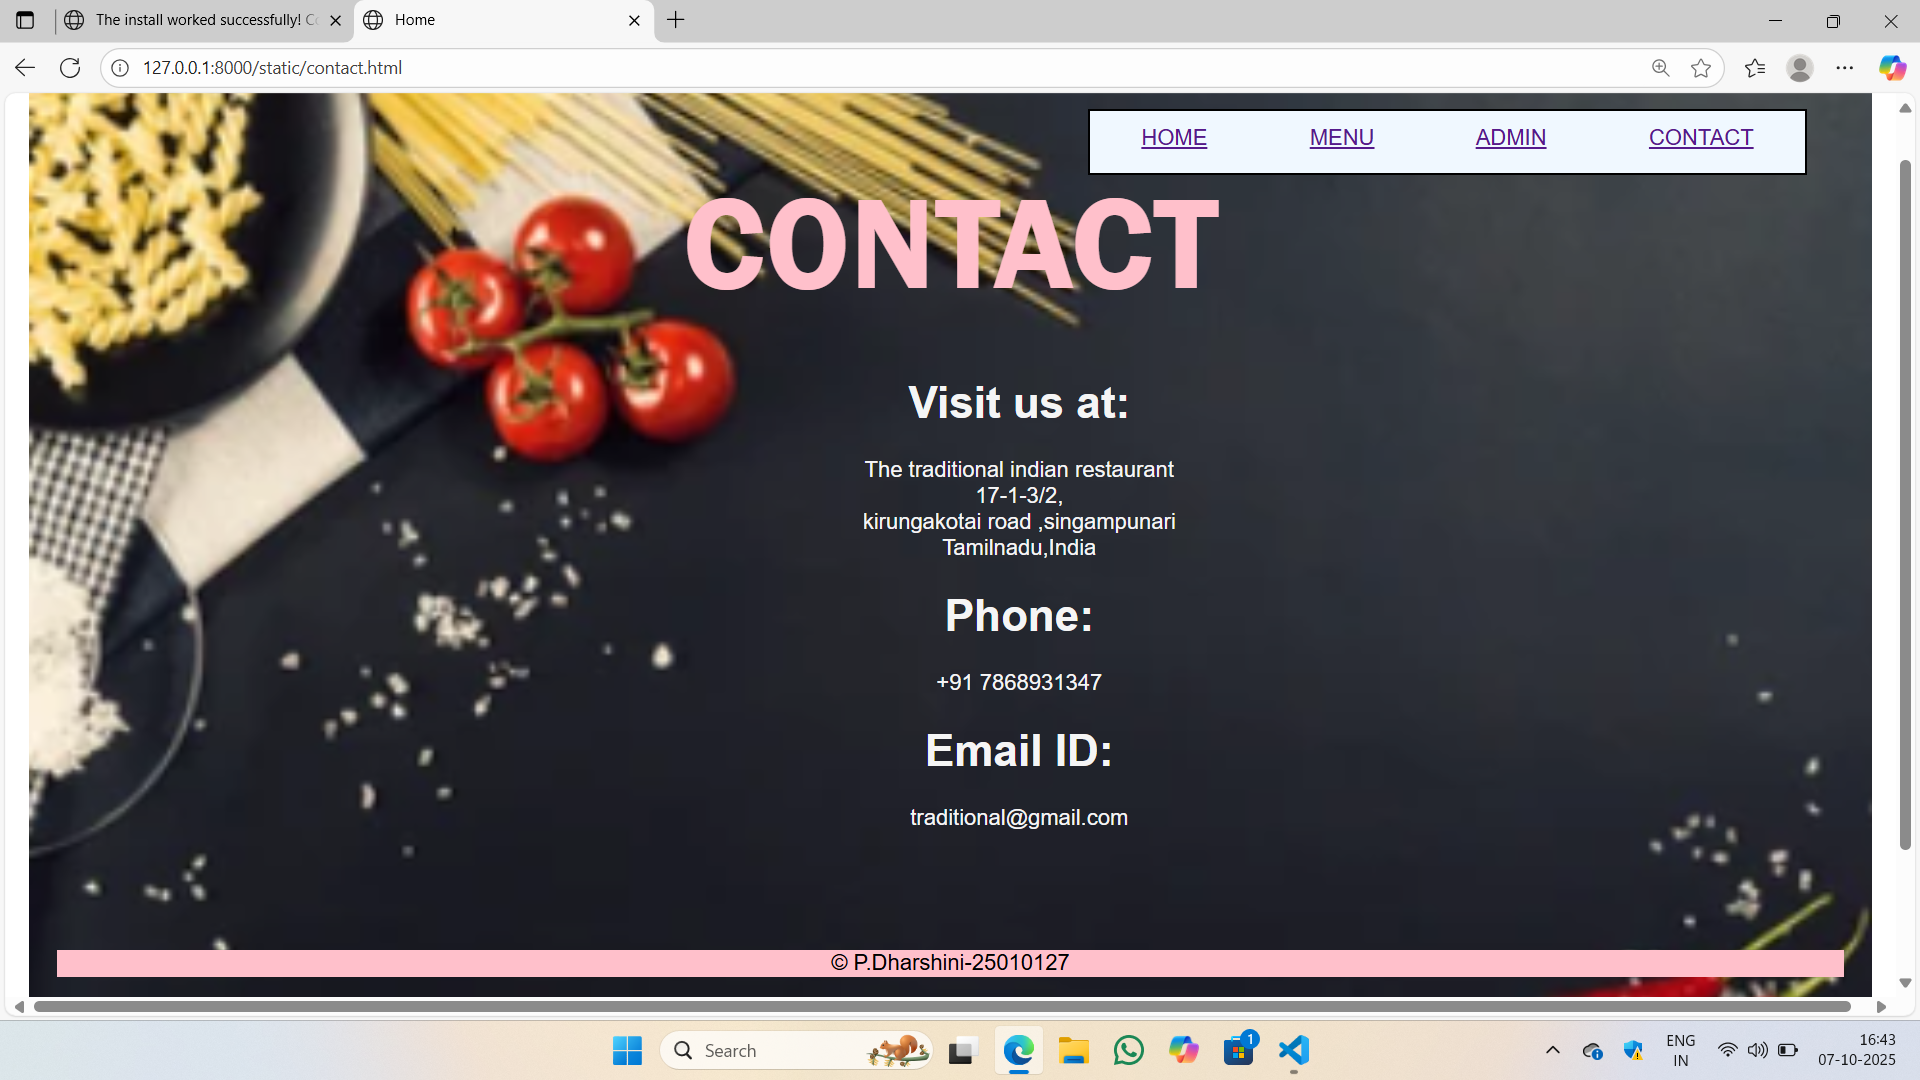 The install worked successfully! Co
Home
127.0.0.1:8000/static/contact.html
HOME MENU ADMIN CONTACT
CONTACT
Visit us at:
The traditional indian restaurant
17-1-3/2,
kirungakotai road ,singampunari
Tamilnadu,India
Phone:
+91 7868931347
Email ID:
traditional@gmail.com
© P.Dharshini-25010127
Search
1
ENG
IN
16:43
07-10-2025